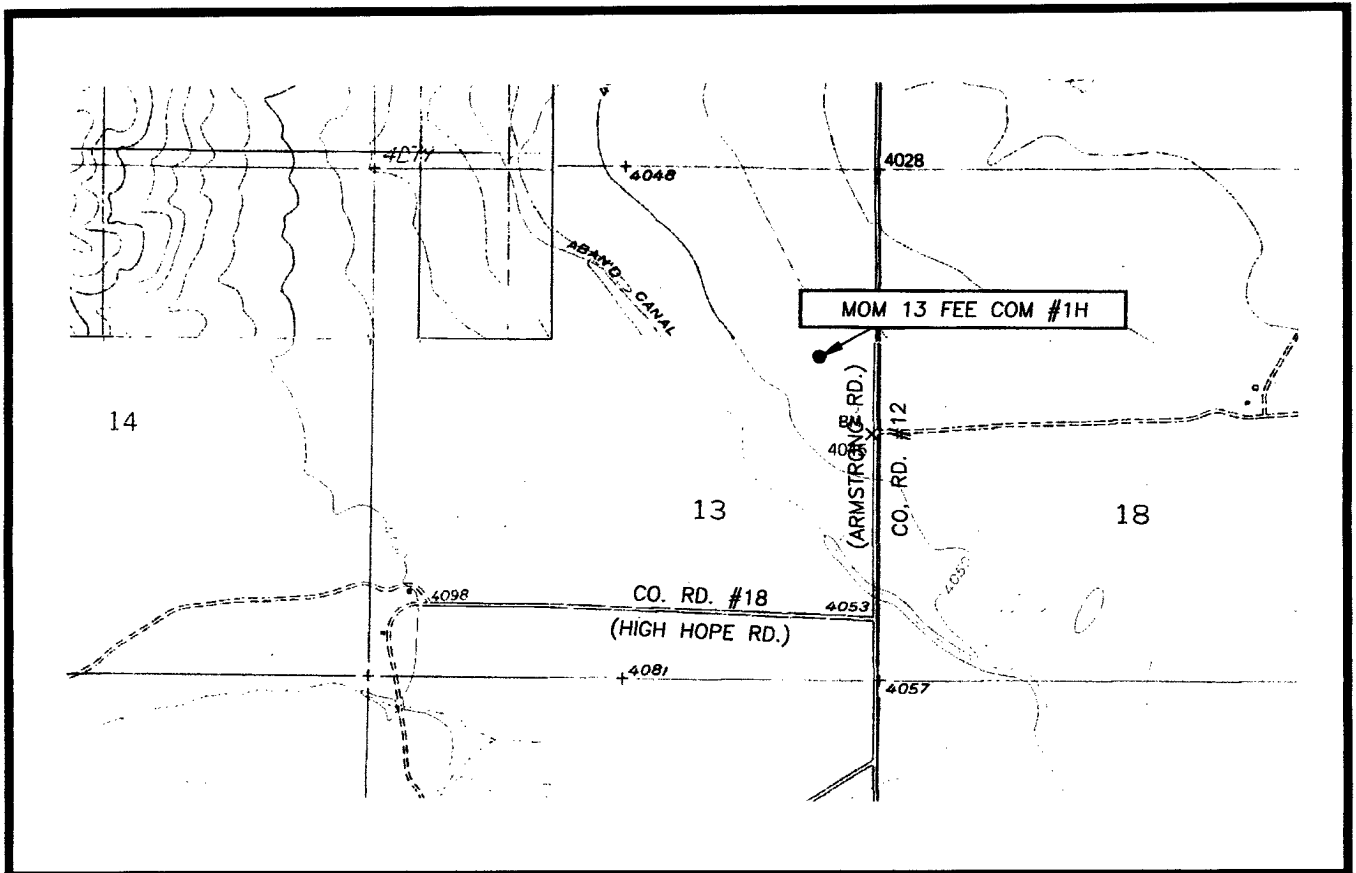 4048
4028
ABAN'D CANAL
MOM 13 FEE COM #1H
(ARMSTRONG RD.)
CO. RD. #12
BM
14
13
18
4098
CO. RD. #18
4053
(HIGH HOPE RD.)
4081
4057